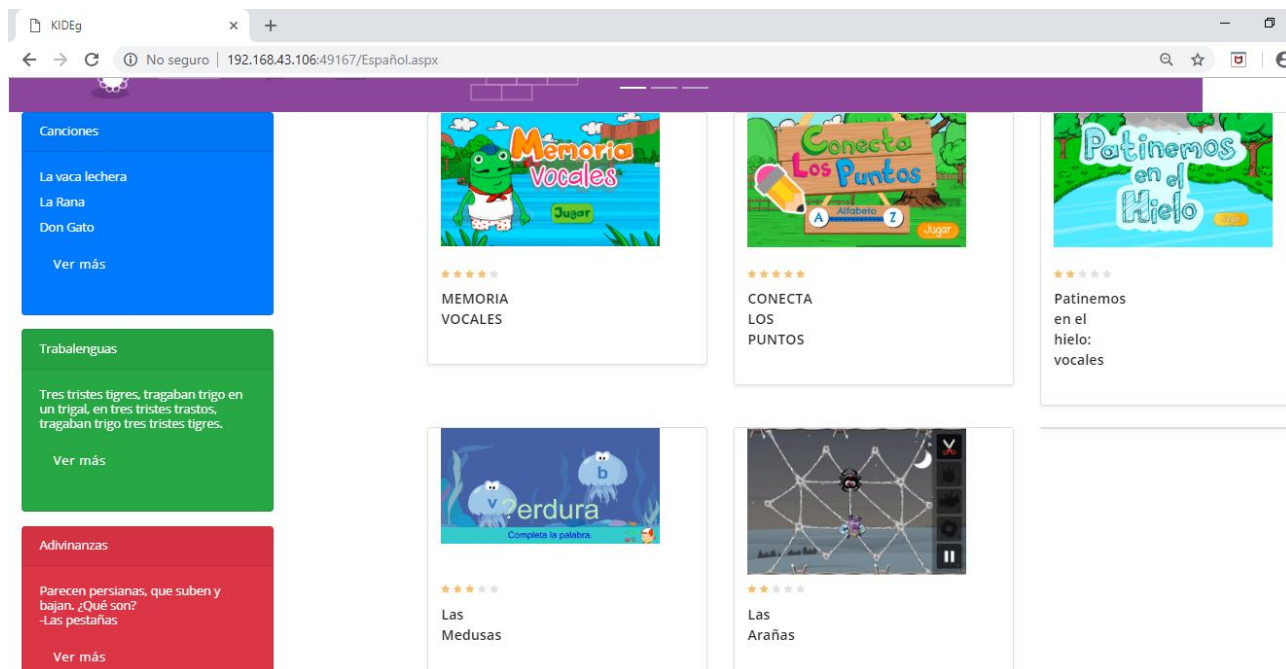 KIDEg
No seguro | 192.168.43.106:49167/Español.aspx
Canciones
La vaca lechera
La Rana
Don Gato
Ver más
Trabalenguas
Tres tristes tigres, tragaban trigo en
un trigal, en tres tristes trastos,
tragaban trigo tres tristes tigres.
Ver más
Adivinanzas
Parecen persianas, que suben y
bajan. ¿Qué son?
-Las pestañas
Ver más
Memoria
Vocales
Jugar
MEMORIA
VOCALES
Conecta
Los Puntos
Alfabeto
A Z
Jugar
CONECTA
LOS
PUNTOS
Patinemos
en el
Hielo
Patinemos
en el
hielo:
vocales
b
v
?erdura
Completa la palabra.
Las
Medusas
Las
Arañas